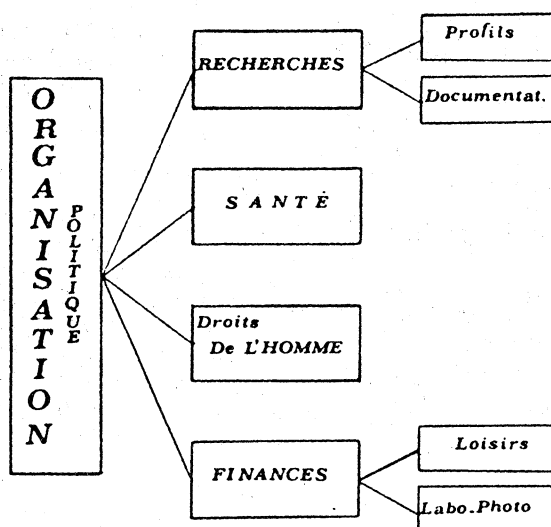 ORGANISATION
POLITIQUE
RECHERCHES
Profits
Documentat.
SANTÉ
Droits
De L'HOMME
FINANCES
Loisirs
Labo-Photo